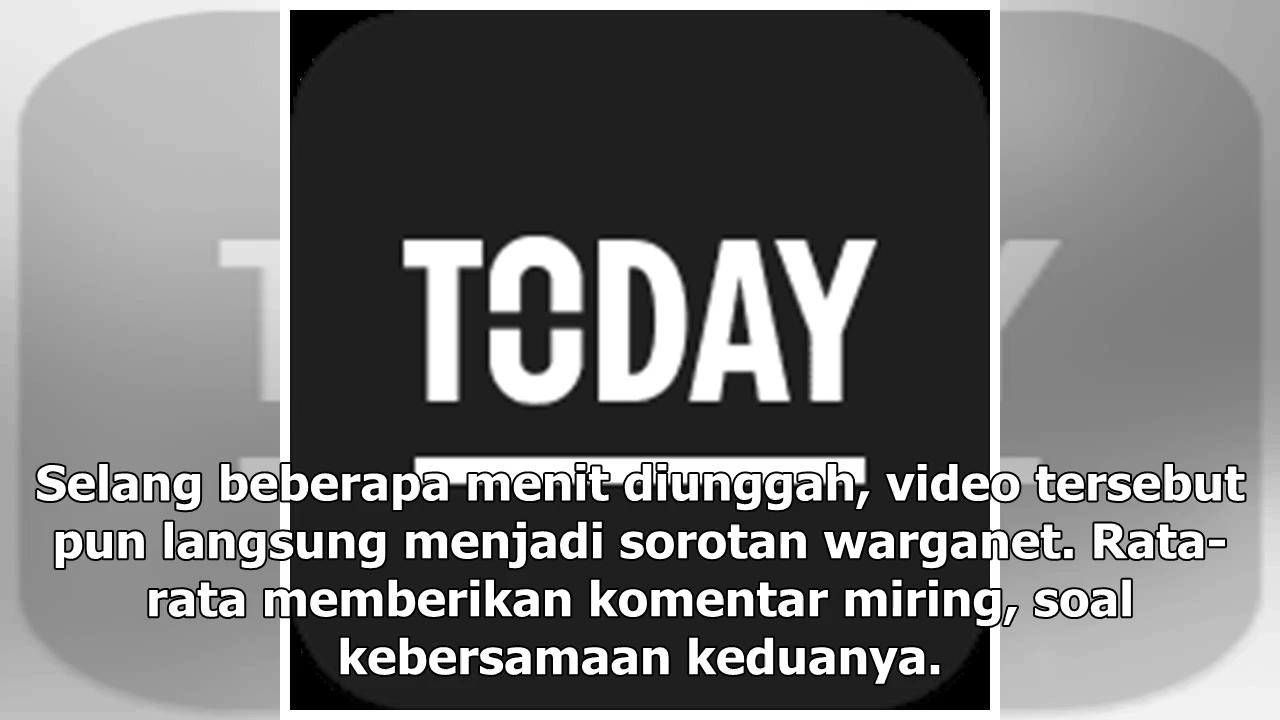 TODAY
Selang beberapa menit diunggah, video tersebut
pun langsung menjadi sorotan warganet. Rata-
rata memberikan komentar miring, soal
kebersamaan keduanya.